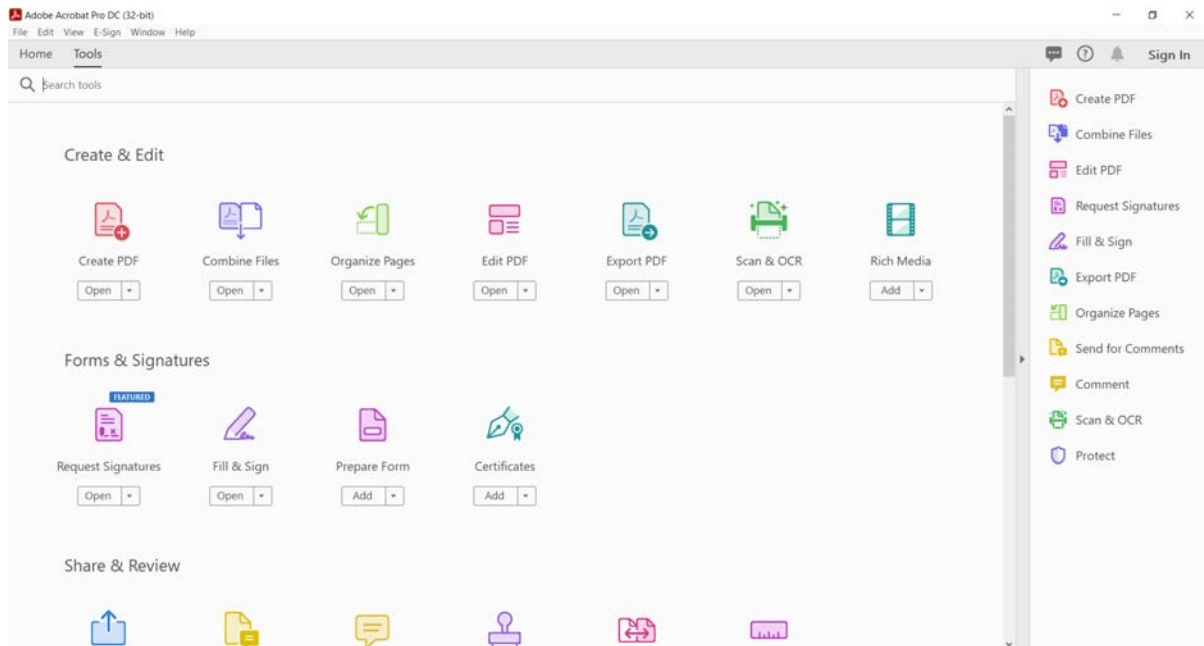 Adobe Acrobat Pro DC (32-bit)
File Edit View E-Sign Window Help
Home Tools
Sign In
Search tools
Create & Edit
Create PDF
Combine Files
Organize Pages
Edit PDF
Export PDF
Scan & OCR
Rich Media
Open Open Open Open Open Open Add
Forms & Signatures
FEATURED
Request Signatures
Fill & Sign
Prepare Form
Certificates
Open Open Add Add
Share & Review
Create PDF
Combine Files
Edit PDF
Request Signatures
Fill & Sign
Export PDF
Organize Pages
Send for Comments
Comment
Scan & OCR
Protect